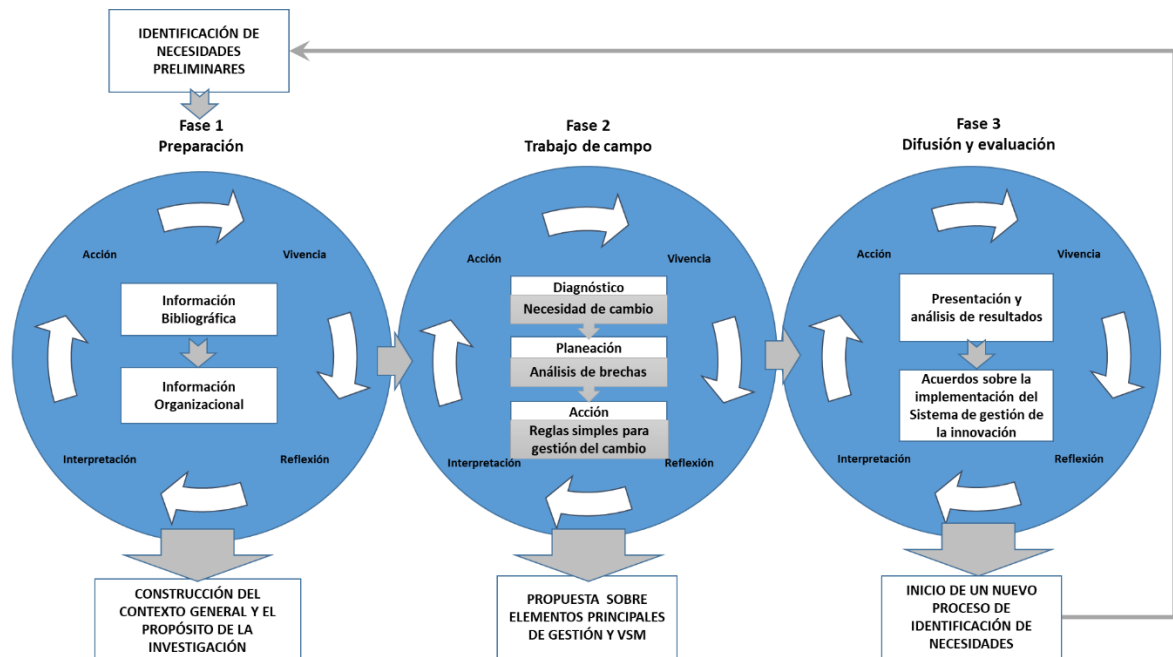 IDENTIFICACIÓN DE
NECESIDADES
PRELIMINARES
Fase 1
Preparación
Acción
Vivencia
Información
Bibliográfica
Información
Organizacional
Interpretación
Reflexión
CONSTRUCCIÓN DEL
CONTEXTO GENERAL Y EL
PROPÓSITO DE LA
INVESTIGACIÓN
Fase 2
Trabajo de campo
Acción
Vivencia
Diagnóstico
Necesidad de cambio
Planeación
Análisis de brechas
Acción
Reglas simples para
gestión del cambio
Interpretación
Reflexión
PROPUESTA SOBRE
ELEMENTOS PRINCIPALES
DE GESTIÓN Y VSM
Fase 3
Difusión y evaluación
Acción
Vivencia
Presentación y
análisis de resultados
Acuerdos sobre la
implementación del
Sistema de gestión de
la innovación
Interpretación
Reflexión
INICIO DE UN NUEVO
PROCESO DE
IDENTIFICACIÓN DE
NECESIDADES